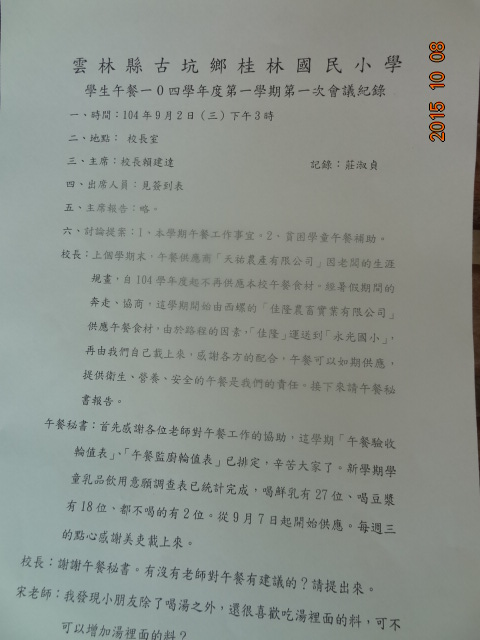 雲林縣古坑鄉桂林國民小學
學生午餐一0四學年度第一學期第一次會議紀錄
一、時間：104年9月2日（三）下午3時
二、地點： 校長室
三、主席：校長賴建達 記錄：莊淑貞
四、出席人員：見簽到表
五、主席報告：略。
六、討論提案：1、本學期午餐工作事宜。2、貧困學童午餐補助。
校長：上個學期末，午餐供應商「天祐農產有限公司」因老闆的生涯
規畫，自104學年度起不再供應本校午餐食材。經暑假期間的
奔走、協商，這學期開始由西螺的「佳隆農畜實業有限公司」
供應午餐食材，由於路程的因素，「佳隆」運送到「永光國小」，
再由我們自己載上來，感謝各方的配合，午餐可以如期供應，
提供衛生、營養、安全的午餐是我們的責任。接下來請午餐秘
書報告。
午餐秘書：首先感謝各位老師對午餐工作的協助，這學期「午餐驗收
輪值表」、「午餐監廚輪值表」已排定，辛苦大家了。新學期學
童乳品飲用意願調查表已統計完成，喝鮮乳有27位、喝豆漿
有18位、都不喝的有2位。從9月7日起開始供應。每週三
的點心感謝美吏載上來。
校長：謝謝午餐秘書。有沒有老師對午餐有建議的？請提出來。
宋老師：我發現小朋友除了喝湯之外，還很喜歡吃湯裡面的料，可不
可以增加湯裡面的料？
2015 10 08